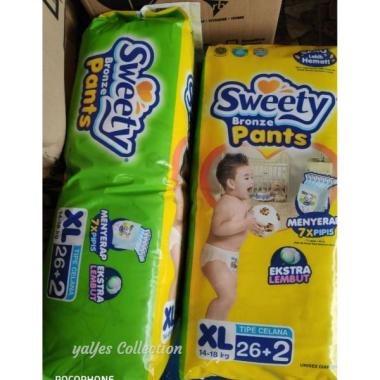 Sweety
Bronze
Pants
MENYERAP
7X PIPIS
EKSTRA
LEMBUT
XL
TIPE CELANA
26+2
Lebih
Hemat!
Sweety
Bronze
Pants
MENYERAP
7X PIPIS
EKSTRA
LEMBUT
XL
14-18 kg
TIPE CELANA
26+2
UNISEX
yalyes Collection
POCOPHONE